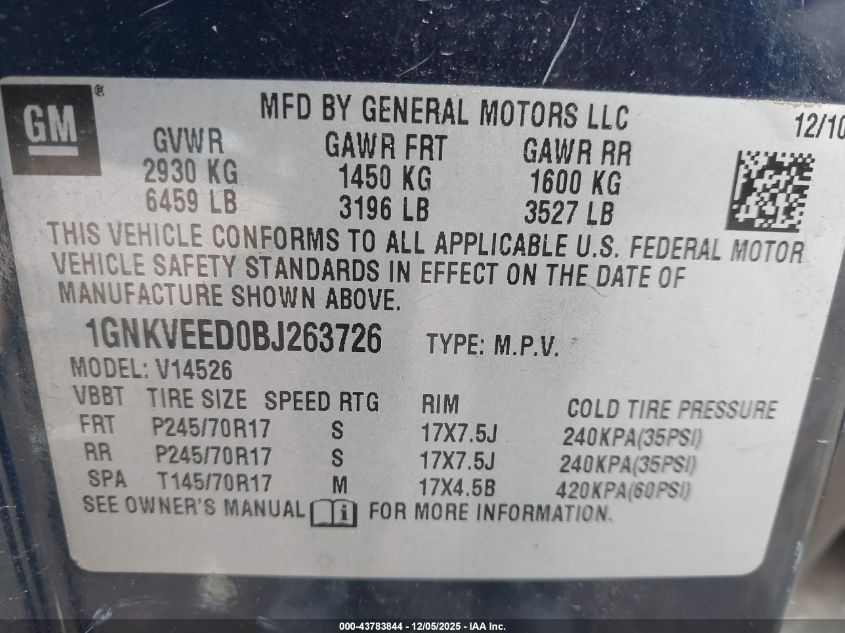 GM®
MFD BY GENERAL MOTORS LLC
12/10
GVWR GAWR FRT GAWR RR
2930 KG 1450 KG 1600 KG
6459 LB 3196 LB 3527 LB
THIS VEHICLE CONFORMS TO ALL APPLICABLE U.S. FEDERAL MOTOR
VEHICLE SAFETY STANDARDS IN EFFECT ON THE DATE OF
MANUFACTURE SHOWN ABOVE.
1GNKVEED0BJ263726 TYPE: M.P.V.
MODEL: V14526
VBBT TIRE SIZE SPEED RTG RIM COLD TIRE PRESSURE
FRT P245/70R17 S 17X7.5J 240KPA(35PSI)
RR P245/70R17 S 17X7.5J 240KPA(35PSI)
SPA T145/70R17 M 17X4.5B 420KPA(60PSI)
SEE OWNER'S MANUAL i FOR MORE INFORMATION.
000-43783844 | 12/05/2025 - IAA Inc.